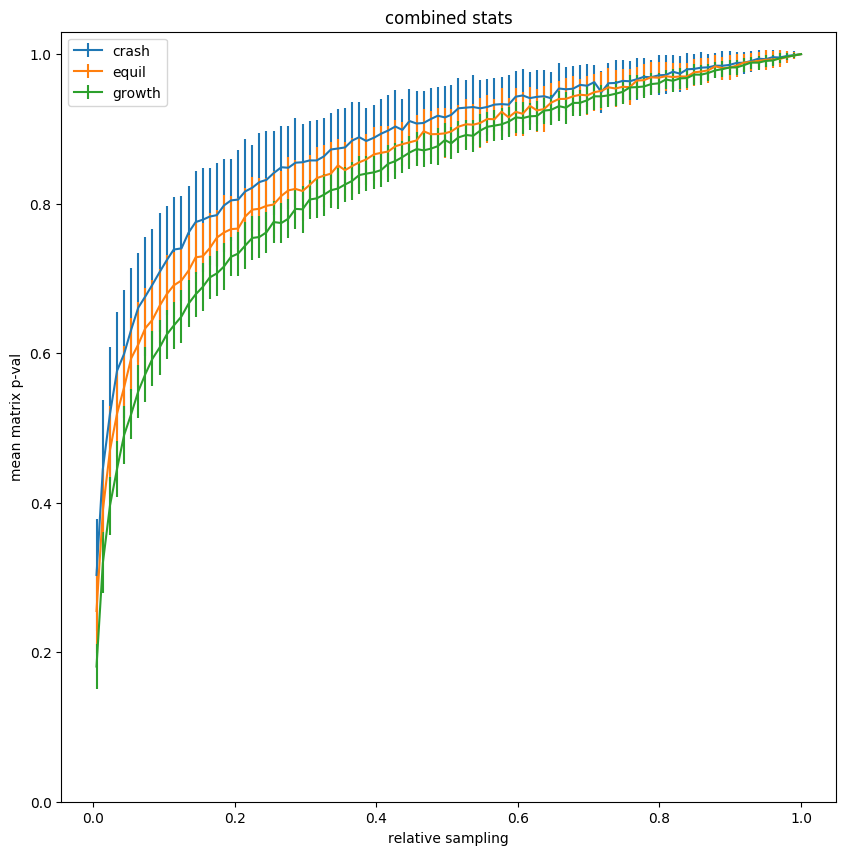 combined stats
crash
equil
growth
mean matrix p-val
1.0
0.8
0.6
0.4
0.2
0.0
0.0 0.2 0.4 0.6 0.8 1.0
relative sampling